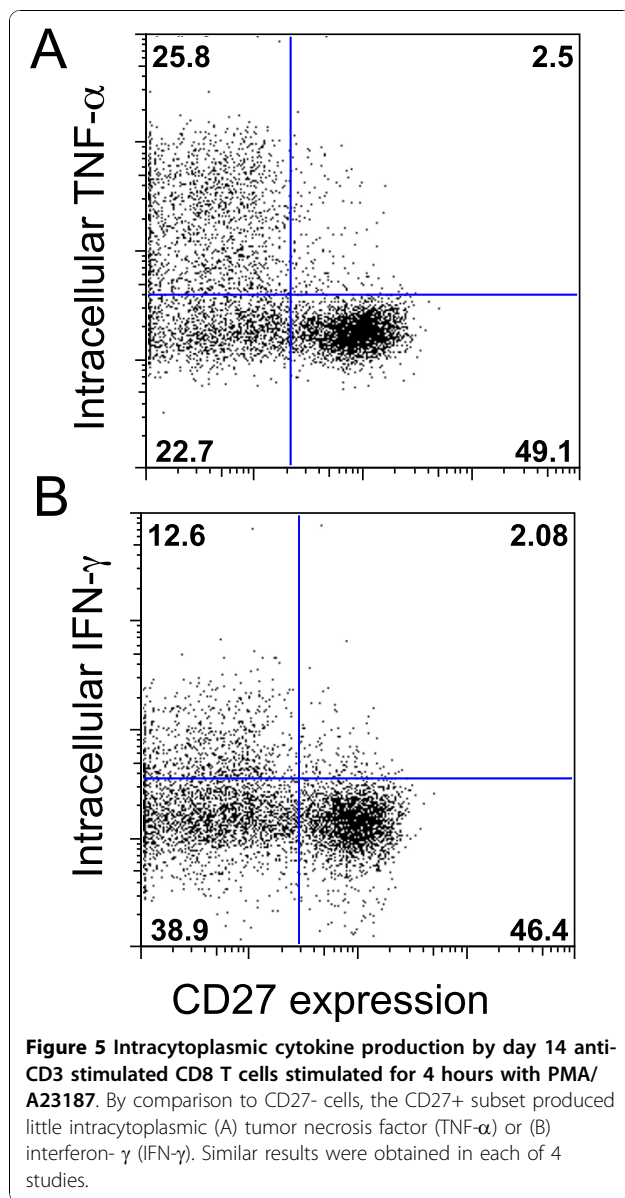 A
25.8 2.5
Intracellular TNF-α
22.7 49.1
B
12.6 2.08
Intracellular IFN-γ
38.9 46.4
CD27 expression
Figure 5 Intracytoplasmic cytokine production by day 14 anti-
CD3 stimulated CD8 T cells stimulated for 4 hours with PMA/
A23187. By comparison to CD27- cells, the CD27+ subset produced
little intracytoplasmic (A) tumor necrosis factor (TNF-α) or (B)
interferon- γ (IFN-γ). Similar results were obtained in each of 4
studies.